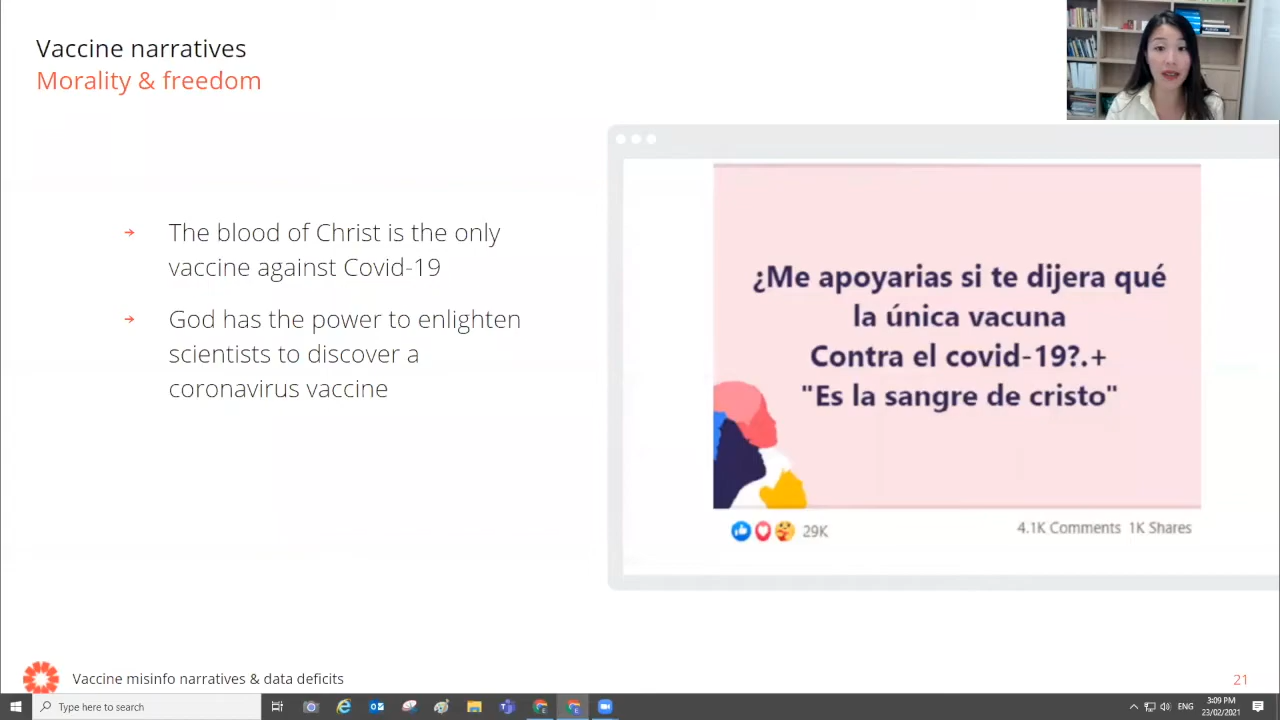 Vaccine narratives
Morality & freedom
The blood of Christ is the only
vaccine against Covid-19
God has the power to enlighten
scientists to discover a
coronavirus vaccine
¿Me apoyarias si te dijera qué
la única vacuna
Contra el covid-19?.+
"Es la sangre de cristo"
29K
4.1K Comments 1K Shares
Vaccine misinfo narratives & data deficits
21
Type here to search
ENG
3:09 PM
23/02/2021